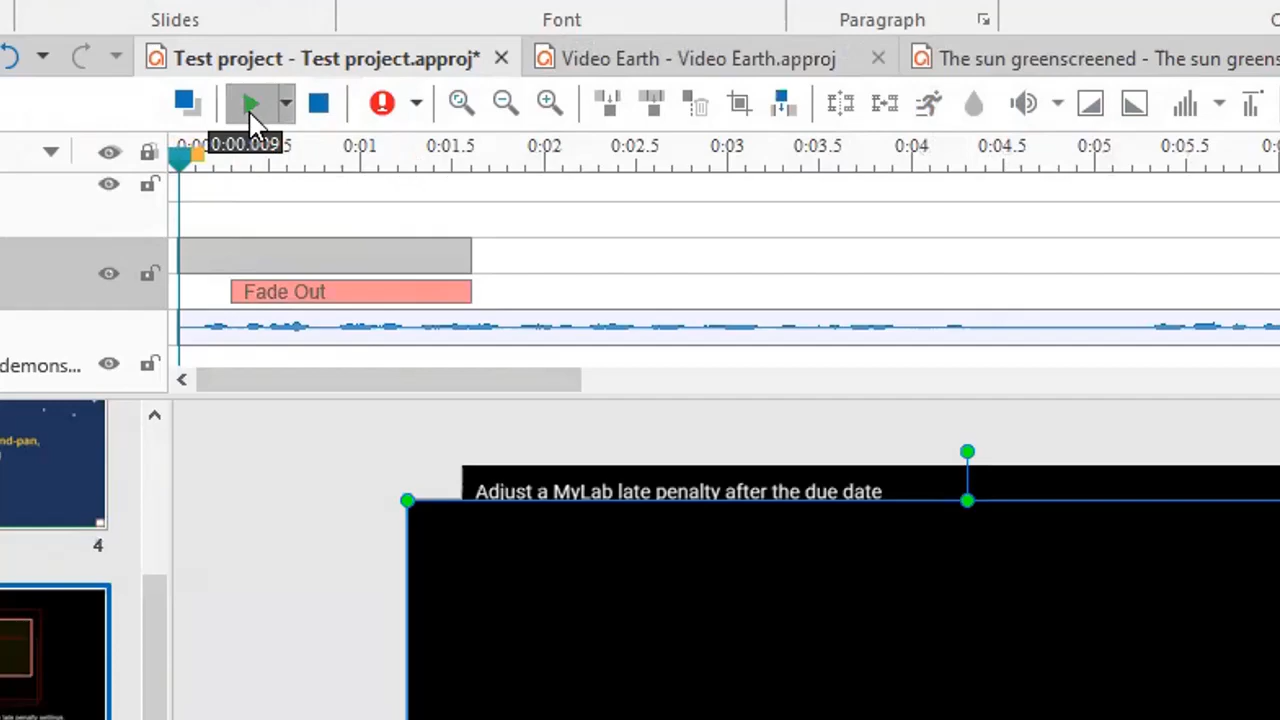 Slides Font Paragraph
Test project - Test project.approj* Video Earth - Video Earth.approj The sun greenscreened - The sun greens
0:00.009
0:01 0:01.5 0:02 0:02.5 0:03 0:03.5 0:04 0:04.5 0:05 0:05.5
Fade Out
demons...
nd-pan,
4
Adjust a MyLab late penalty after the due date